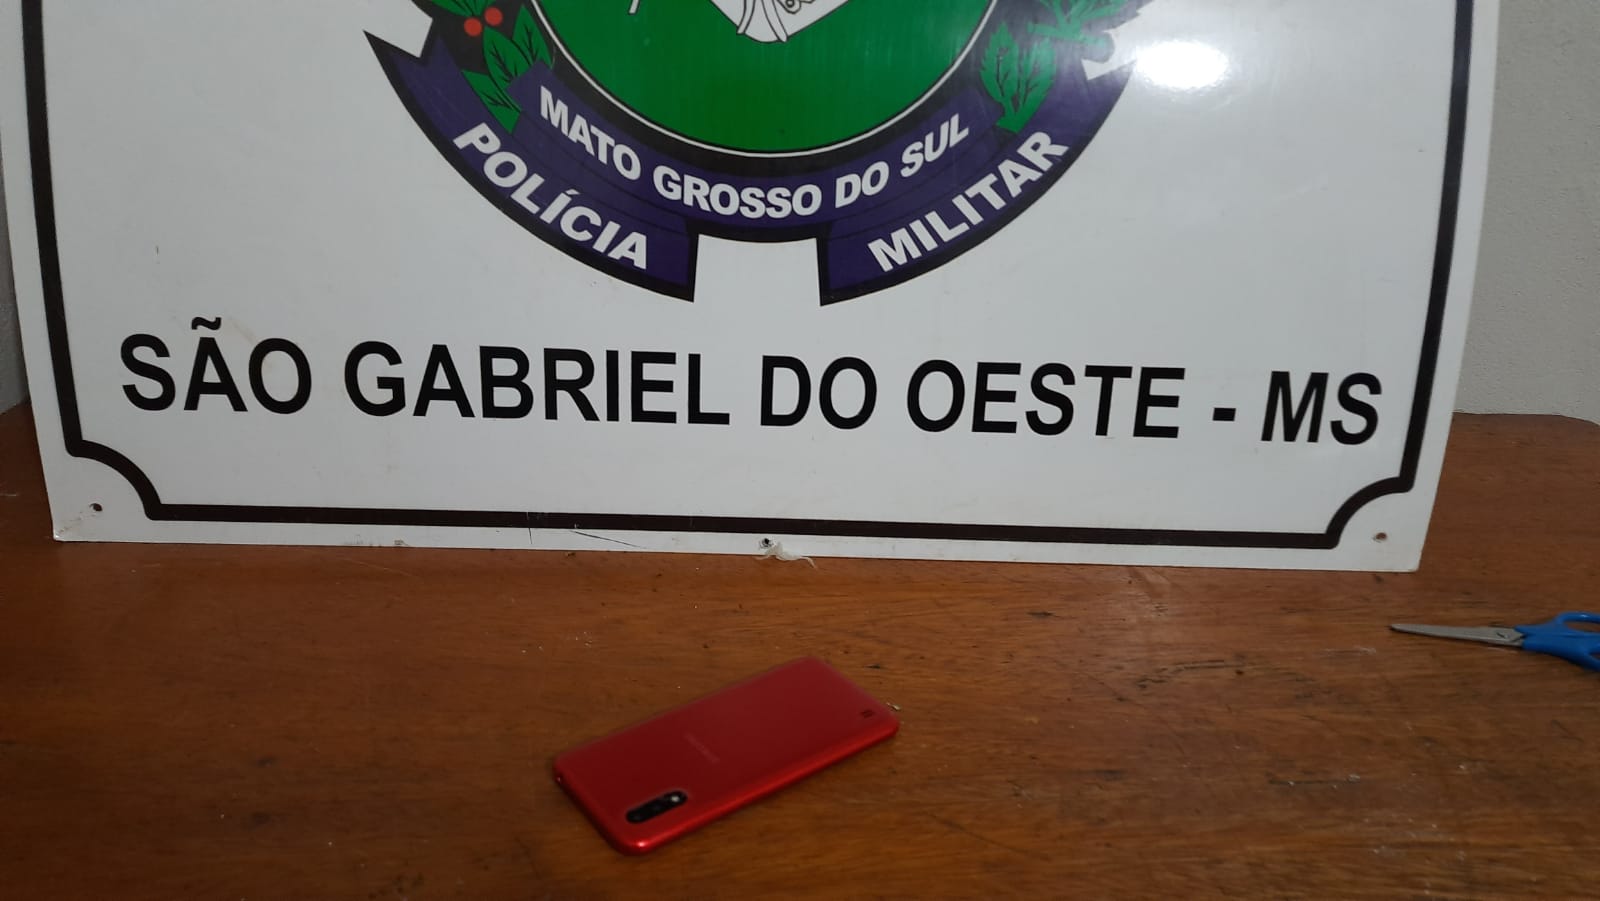 MATO GROSSO DO SUL
POLÍCIA MILITAR
SÃO GABRIEL DO OESTE - MS